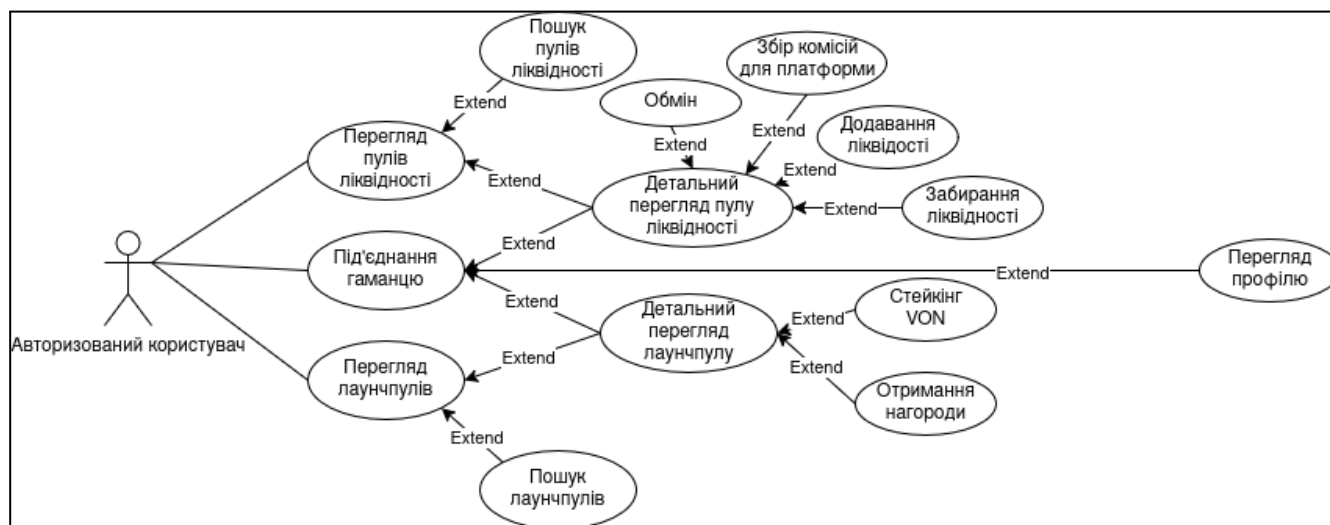 Пошук
пулів
ліквідності
Збір комісій
для платформи
Extend
Обмін
Extend
Extend
Додавання
ліквідості
Перегляд
пулів
ліквідності
Extend
Extend
Детальний
перегляд пулу
ліквідності
Extend
Забирання
ліквідності
Extend
Під'єднання
гаманцю
Extend
Перегляд
профілю
Extend
Стейкінг
VON
Extend
Детальний
перегляд
лаунчпулу
Авторизований користувач
Extend
Перегляд
лаунчпулів
Extend
Отримання
нагороди
Extend
Пошук
лаунчпулів